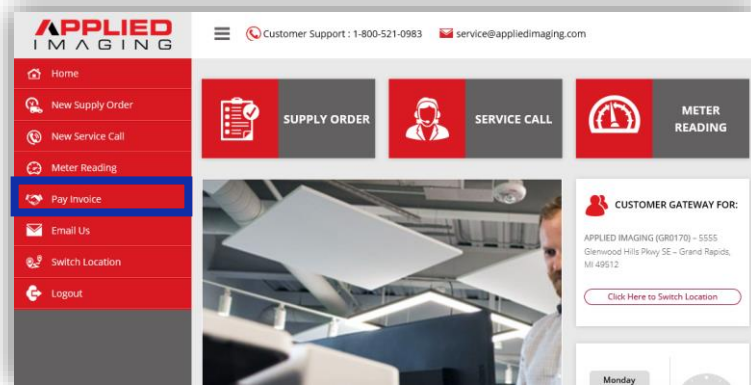 APPLIED
IMAGING
Customer Support : 1-800-521-0983
service@appliedimaging.com
Home
New Supply Order
New Service Call
Meter Reading
Pay Invoice
Email Us
Switch Location
Logout
SUPPLY ORDER
SERVICE CALL
METER
READING
CUSTOMER GATEWAY FOR:
APPLIED IMAGING (GR0170) – 5555
Glenwood Hills Pkwy SE – Grand Rapids,
MI 49512
Click Here to Switch Location
Monday